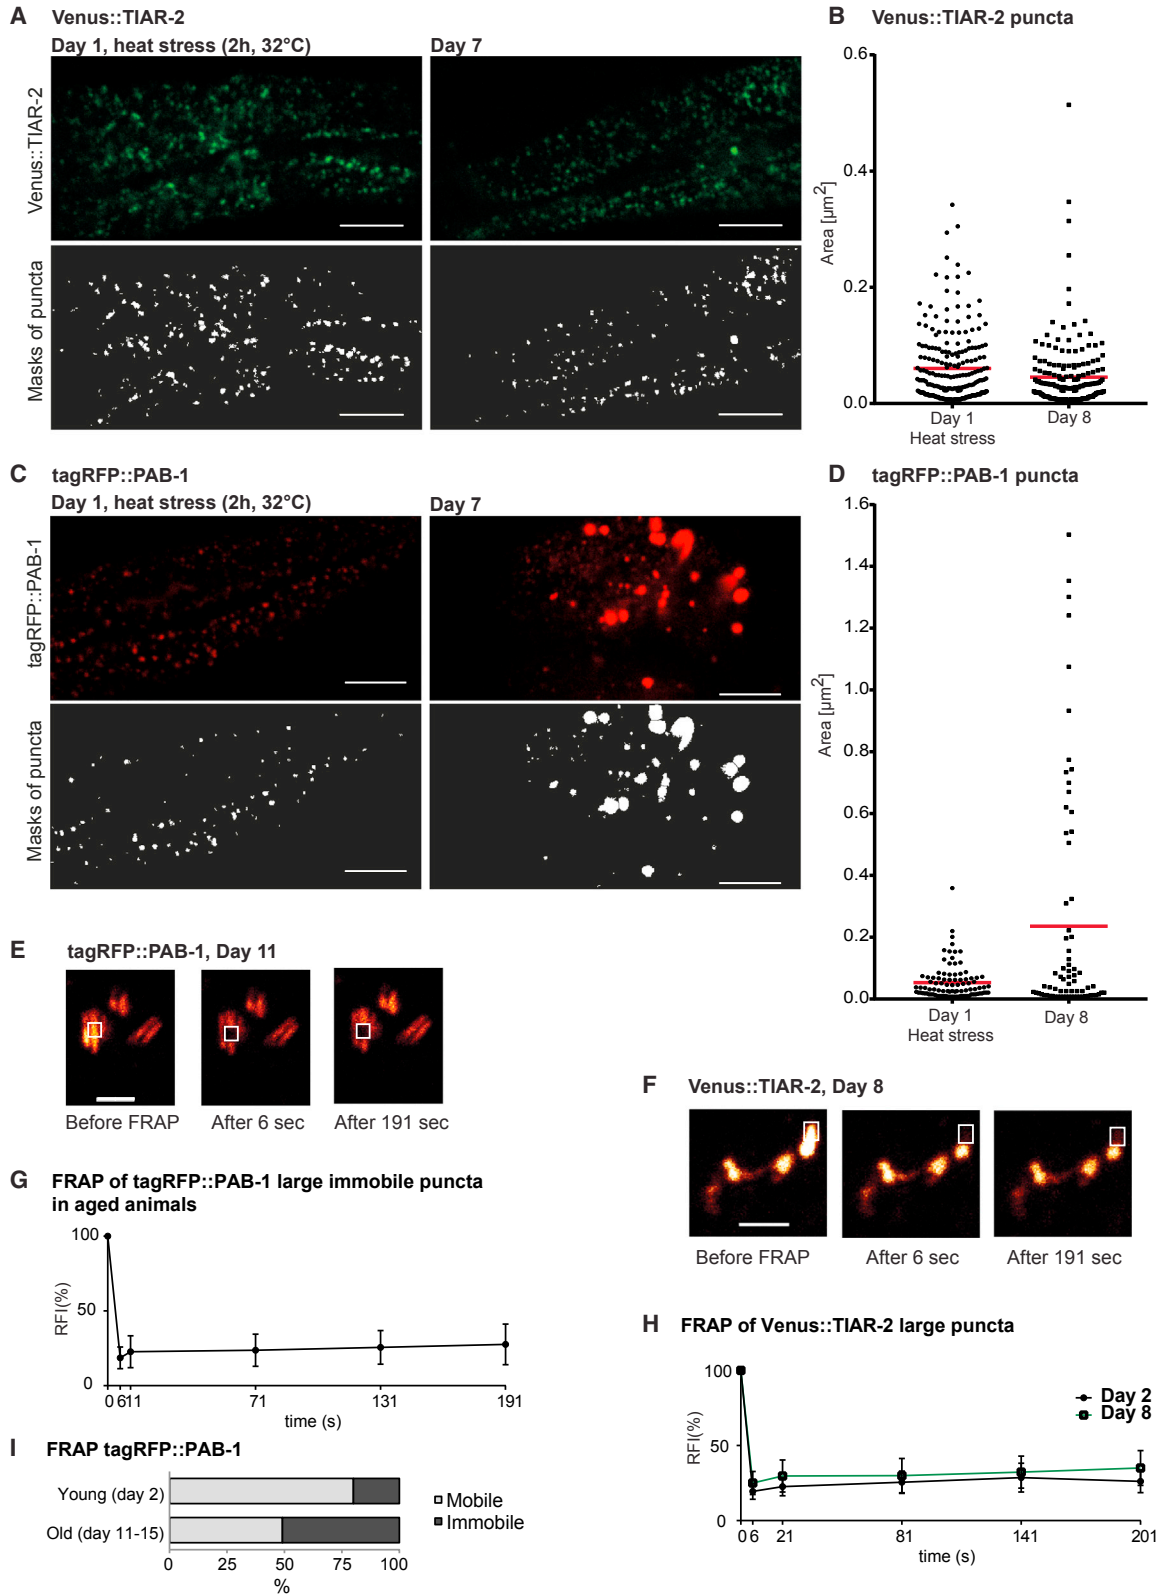 A Venus::TIAR-2
Day 1, heat stress (2h, 32°C)
Day 7
Venus::TIAR-2
Masks of puncta
B Venus::TIAR-2 puncta
0.6
0.4
0.2
0.0
Area [µm²]
Day 1
Heat stress
Day 8
C tagRFP::PAB-1
Day 1, heat stress (2h, 32°C)
Day 7
tagRFP::PAB-1
Masks of puncta
D tagRFP::PAB-1 puncta
1.6
1.4
1.2
1.0
0.8
0.6
0.4
0.2
0.0
Area [µm²]
Day 1
Heat stress
Day 8
E tagRFP::PAB-1, Day 11
Before FRAP
After 6 sec
After 191 sec
F Venus::TIAR-2, Day 8
Before FRAP
After 6 sec
After 191 sec
G FRAP of tagRFP::PAB-1 large immobile puncta
in aged animals
100
50
0
RFI(%)
0 6 11 71 131 191
time (s)
H FRAP of Venus::TIAR-2 large puncta
100
50
0
RFI(%)
Day 2
Day 8
0 6 21 81 141 201
time (s)
I FRAP tagRFP::PAB-1
Young (day 2)
Old (day 11-15)
Mobile
Immobile
0 25 50 75 100
%